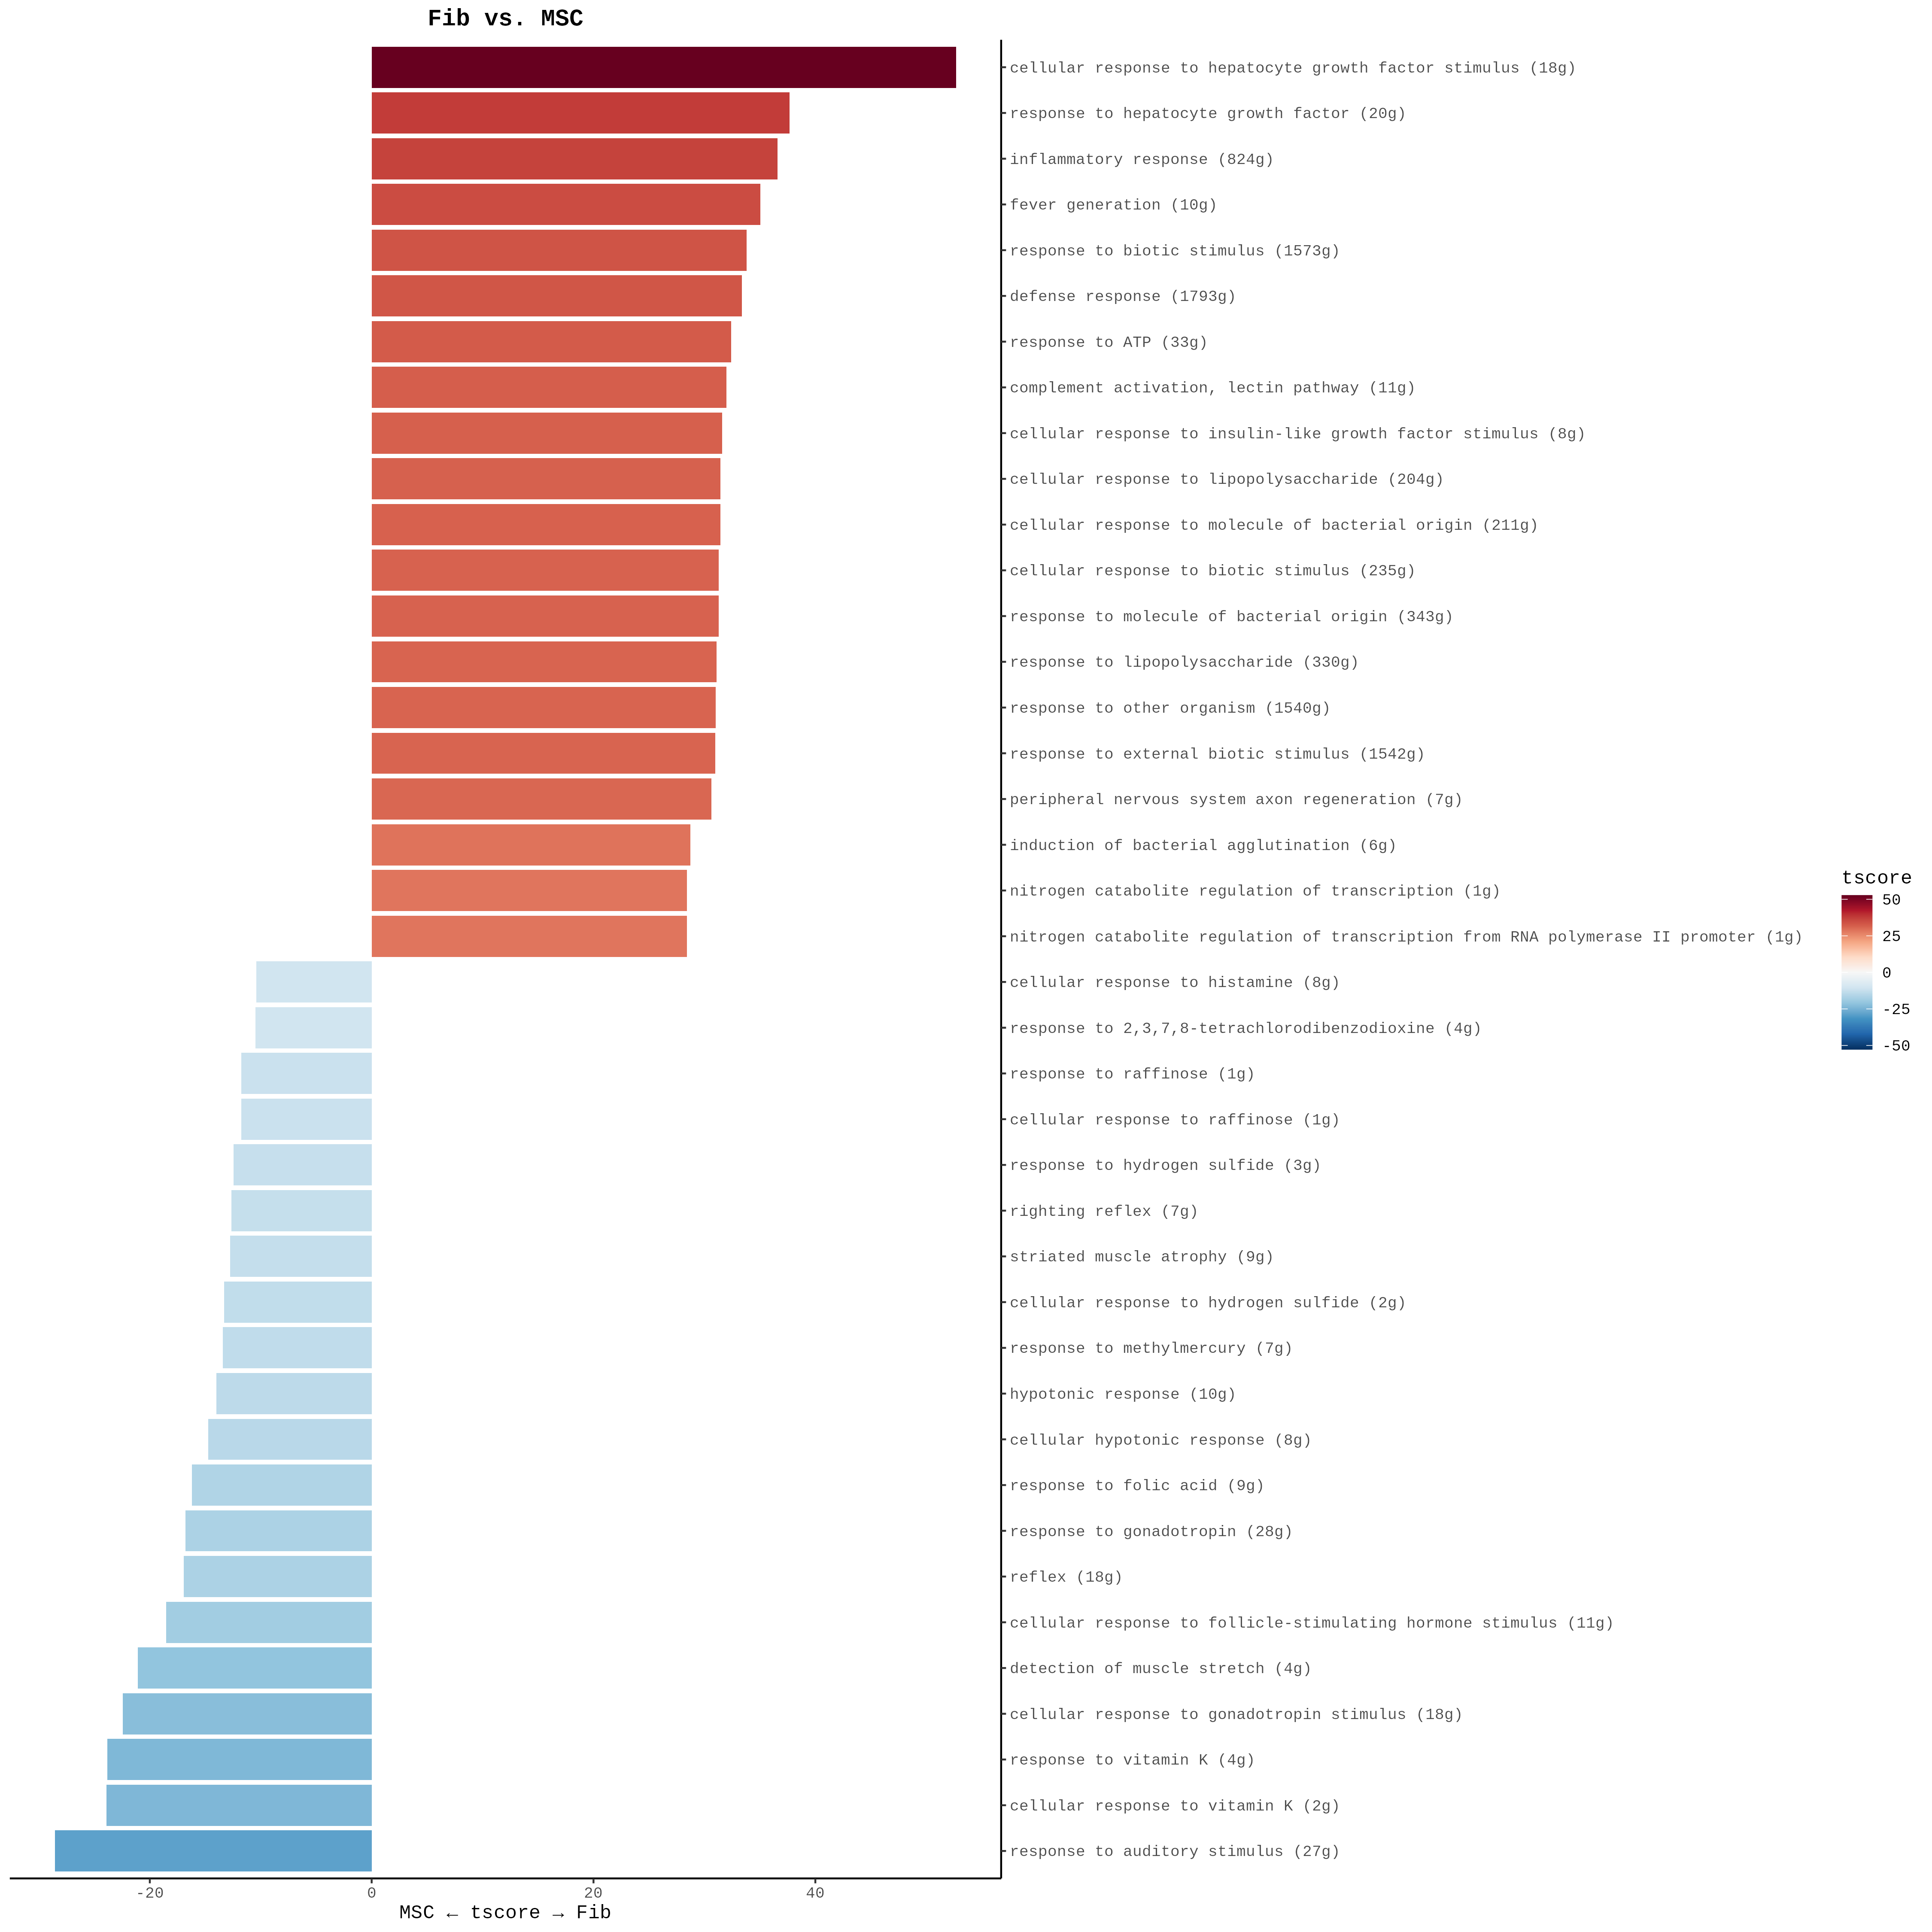 Fib vs. MSC
cellular response to hepatocyte growth factor stimulus (18g)
response to hepatocyte growth factor (20g)
inflammatory response (824g)
fever generation (10g)
response to biotic stimulus (1573g)
defense response (1793g)
response to ATP (33g)
complement activation, lectin pathway (11g)
cellular response to insulin-like growth factor stimulus (8g)
cellular response to lipopolysaccharide (204g)
cellular response to molecule of bacterial origin (211g)
cellular response to biotic stimulus (235g)
response to molecule of bacterial origin (343g)
response to lipopolysaccharide (330g)
response to other organism (1540g)
response to external biotic stimulus (1542g)
peripheral nervous system axon regeneration (7g)
induction of bacterial agglutination (6g)
nitrogen catabolite regulation of transcription (1g)
nitrogen catabolite regulation of transcription from RNA polymerase II promoter (1g)
cellular response to histamine (8g)
response to 2,3,7,8-tetrachlorodibenzodioxine (4g)
response to raffinose (1g)
cellular response to raffinose (1g)
response to hydrogen sulfide (3g)
righting reflex (7g)
striated muscle atrophy (9g)
cellular response to hydrogen sulfide (2g)
response to methylmercury (7g)
hypotonic response (10g)
cellular hypotonic response (8g)
response to folic acid (9g)
response to gonadotropin (28g)
reflex (18g)
cellular response to follicle-stimulating hormone stimulus (11g)
detection of muscle stretch (4g)
cellular response to gonadotropin stimulus (18g)
response to vitamin K (4g)
cellular response to vitamin K (2g)
response to auditory stimulus (27g)
-20 0 20 40
MSC ← tscore → Fib
tscore
50
25
0
-25
-50